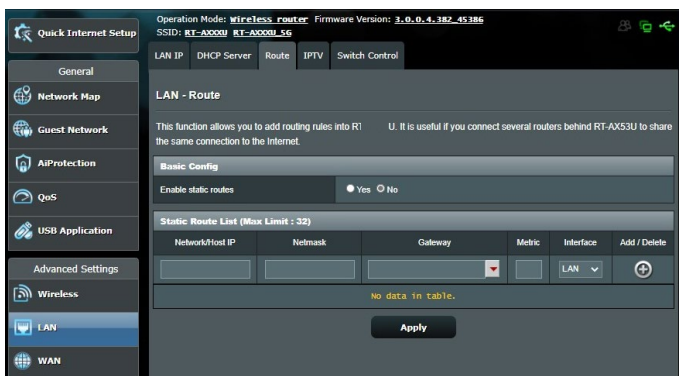 Quick Internet Setup
General
Network Map
Guest Network
AiProtection
QoS
USB Application
Advanced Settings
Wireless
LAN
WAN
Operation Mode: Wireless router Firmware Version: 3.0.0.4.382_45386
SSID: RT-AXXXU RT-AXXXU_5G
LAN IP DHCP Server Route IPTV Switch Control
LAN - Route
This function allows you to add routing rules into RT U. It is useful if you connect several routers behind RT-AX53U to share
the same connection to the Internet.
Basic Config
Enable static routes Yes No
Static Route List (Max Limit : 32)
Network/Host IP Netmask Gateway Metric Interface Add / Delete
LAN
No data in table.
Apply